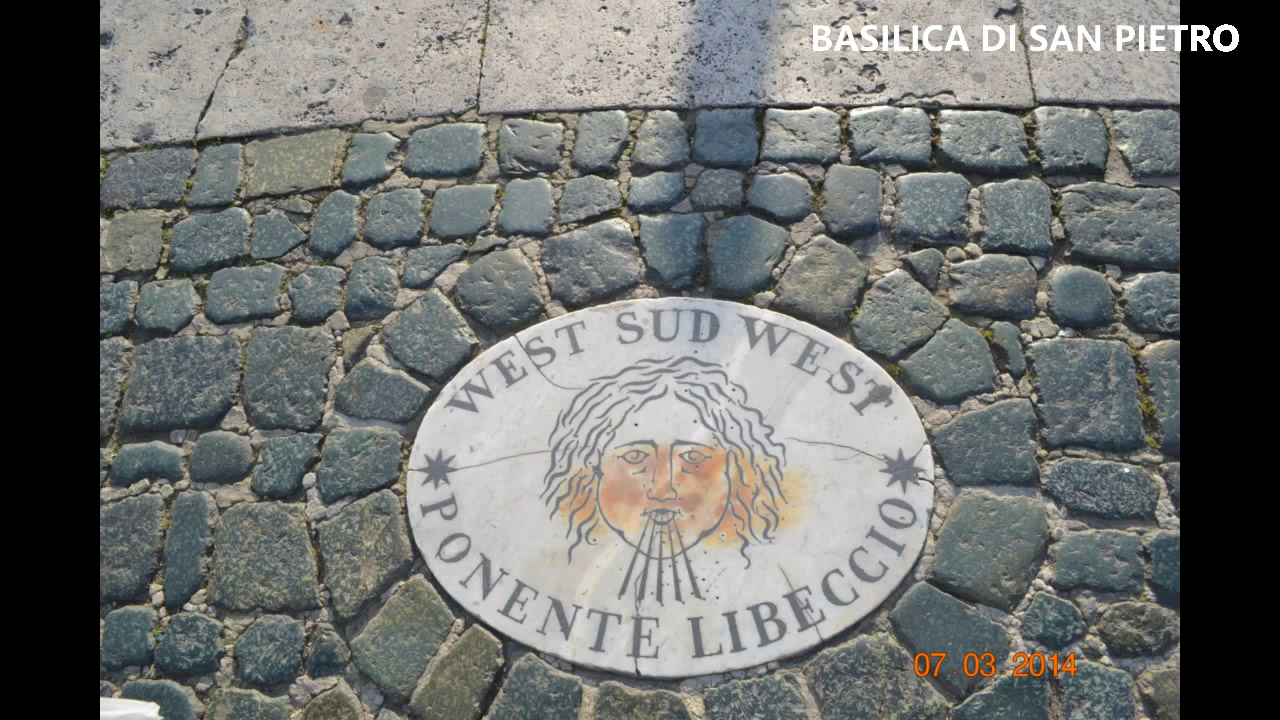 BASILICA DI SAN PIETRO
WEST SUD WEST
PONENTE LIBECCIO
07.03.2014